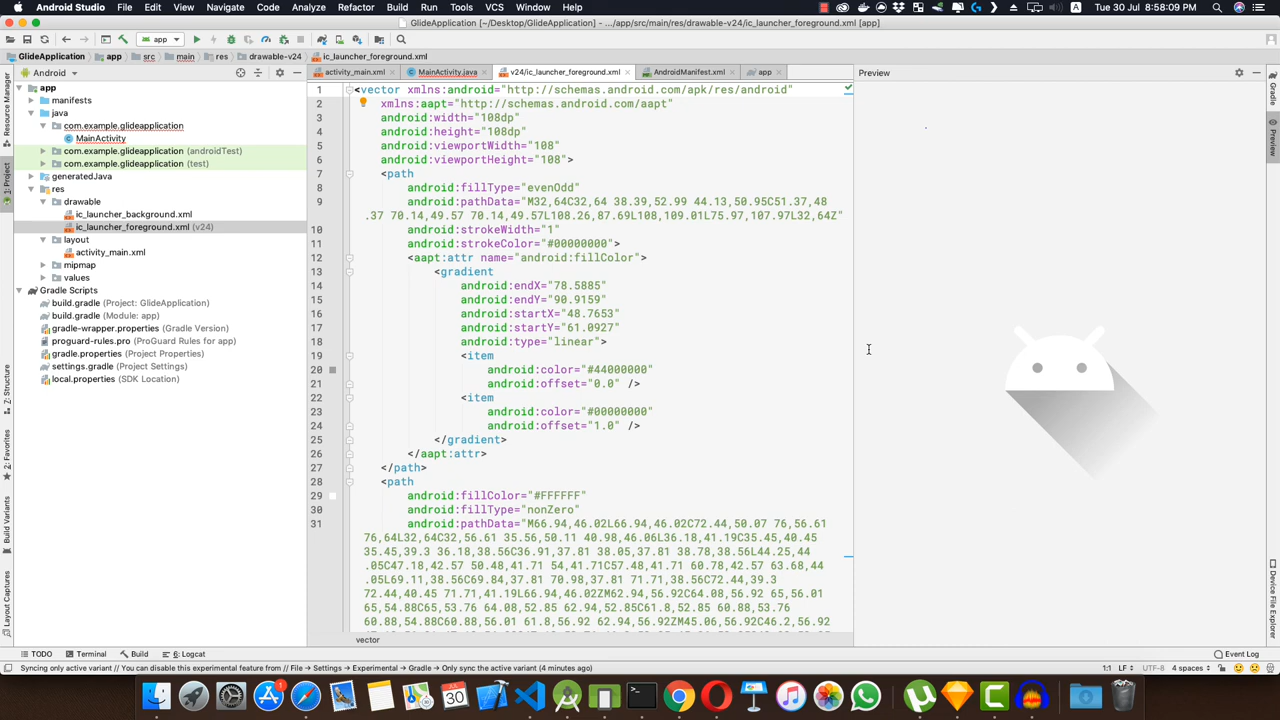 Android Studio File Edit View Navigate Code Analyze Refactor Build Run Tools VCS Window Help Tue 30 Jul 8:58:09 PM
GlideApplication [~/Desktop/GlideApplication] - .../app/src/main/res/drawable-v24/ic_launcher_foreground.xml [app]
app
GlideApplication app src main res drawable-v24 ic_launcher_foreground.xml
Android
activity_main.xml MainActivity.java v24/ic_launcher_foreground.xml AndroidManifest.xml app
Preview
app
manifests
java
com.example.glideapplication
MainActivity
com.example.glideapplication (androidTest)
com.example.glideapplication (test)
generatedJava
res
drawable
ic_launcher_background.xml
ic_launcher_foreground.xml (v24)
layout
activity_main.xml
mipmap
values
Gradle Scripts
build.gradle (Project: GlideApplication)
build.gradle (Module: app)
gradle-wrapper.properties (Gradle Version)
proguard-rules.pro (ProGuard Rules for app)
gradle.properties (Project Properties)
settings.gradle (Project Settings)
local.properties (SDK Location)
Resource Manager
1: Project
7: Structure
2: Favorites
Build Variants
Layout Captures
1 <vector xmlns:android="http://schemas.android.com/apk/res/android"
2 xmlns:aapt="http://schemas.android.com/aapt"
3 android:width="108dp"
4 android:height="108dp"
5 android:viewportWidth="108"
6 android:viewportHeight="108">
7 <path
8 android:fillType="evenOdd"
9 android:pathData="M32,64C32,64 38.39,52.99 44.13,50.95C51.37,48
.37 70.14,49.57 70.14,49.57L108.26,87.69L108,109.01L75.97,107.97L32,64Z"
10 android:strokeWidth="1"
11 android:strokeColor="#00000000">
12 <aapt:attr name="android:fillColor">
13 <gradient
14 android:endX="78.5885"
15 android:endY="90.9159"
16 android:startX="48.7653"
17 android:startY="61.0927"
18 android:type="linear">
19 <item
20 android:color="#44000000"
21 android:offset="0.0" />
22 <item
23 android:color="#00000000"
24 android:offset="1.0" />
25 </gradient>
26 </aapt:attr>
27 </path>
28 <path
29 android:fillColor="#FFFFFF"
30 android:fillType="nonZero"
31 android:pathData="M66.94,46.02L66.94,46.02C72.44,50.07 76,56.61
76,64L32,64C32,56.61 35.56,50.11 40.98,46.06L36.18,41.19C35.45,40.45
35.45,39.3 36.18,38.56C36.91,37.81 38.05,37.81 38.78,38.56L44.25,44
.05C47.18,42.57 50.48,41.71 54,41.71C57.48,41.71 60.78,42.57 63.68,44
.05L69.11,38.56C69.84,37.81 70.98,37.81 71.71,38.56C72.44,39.3
72.44,40.45 71.71,41.19L66.94,46.02ZM62.94,56.92C64.08,56.92 65,56.01
65,54.88C65,53.76 64.08,52.85 62.94,52.85C61.8,52.85 60.88,53.76
60.88,54.88C60.88,56.01 61.8,56.92 62.94,56.92ZM45.06,56.92C46.2,56.92
vector
Gradle
Preview
Device File Explorer
TODO Terminal Build 6: Logcat Event Log
Syncing only active variant // You can disable this experimental feature from // File → Settings → Experimental → Gradle → Only sync the active variant (4 minutes ago) 1:1 LF UTF-8 4 spaces
JUL
30